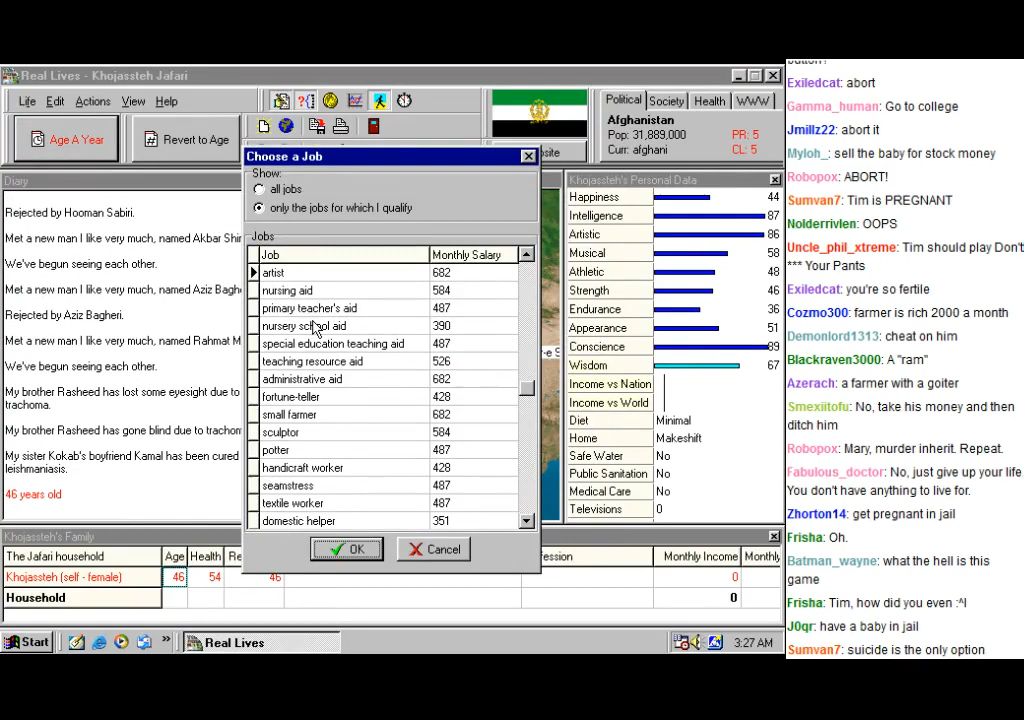 Real Lives - Khojassteh Jafari
Life Edit Actions View Help
Age A Year
Revert to Age
Political Society Health WWW
Afghanistan
Pop: 31,889,000 PR: 5
Curr: afghani CL: 5
Diary
Rejected by Hooman Sabiri.
Met a new man I like very much, named Akbar Shir
We've begun seeing each other.
Met a new man I like very much, named Aziz Bagh
Rejected by Aziz Bagheri.
Met a new man I like very much, named Rahmat M
We've begun seeing each other.
My brother Rasheed has lost some eyesight due to
trachoma.
My brother Rasheed has gone blind due to trachom
My sister Kokab's boyfriend Kamal has been cured
leishmaniasis.
46 years old
Choose a Job
Show:
all jobs
only the jobs for which I qualify
Jobs
Job Monthly Salary
artist 682
nursing aid 584
primary teacher's aid 487
nursery school aid 390
special education teaching aid 487
teaching resource aid 526
administrative aid 682
fortune-teller 428
small farmer 682
sculptor 584
potter 487
handicraft worker 428
seamstress 487
textile worker 487
domestic helper 351
OK Cancel
Khojassteh's Personal Data
Happiness 44
Intelligence 87
Artistic 86
Musical 58
Athletic 48
Strength 46
Endurance 36
Appearance 51
Conscience 89
Wisdom 67
Income vs Nation
Income vs World
Diet Minimal
Home Makeshift
Safe Water No
Public Sanitation No
Medical Care No
Televisions 0
Khojassteh's Family
The Jafari household Age Health Re fession Monthly Income Monthly
Khojassteh (self - female) 46 54 46 0
Household 0
Start » Real Lives 3:27 AM
Exiledcat: abort
Gamma_human: Go to college
Jmillz22: abort it
Myloh_: sell the baby for stock money
Robopox: ABORT!
Sumvan7: Tim is PREGNANT
Nolderrivlen: OOPS
Uncle_phil_xtreme: Tim should play Don't
*** Your Pants
Exiledcat: you're so fertile
Cozmo300: farmer is rich 2000 a month
Demonlord1313: cheat on him
Blackraven3000: A "ram"
Azerach: a farmer with a goiter
Smexiitofu: No, take his money and then
ditch him
Robopox: Mary, murder inherit. Repeat.
Fabulous_doctor: No, just give up your life.
You don't have anything to live for.
Zhorton14: get pregnant in jail
Frisha: Oh.
Batman_wayne: what the hell is this
game
Frisha: Tim, how did you even :^l
J0qr: have a baby in jail
Sumvan7: suicide is the only option